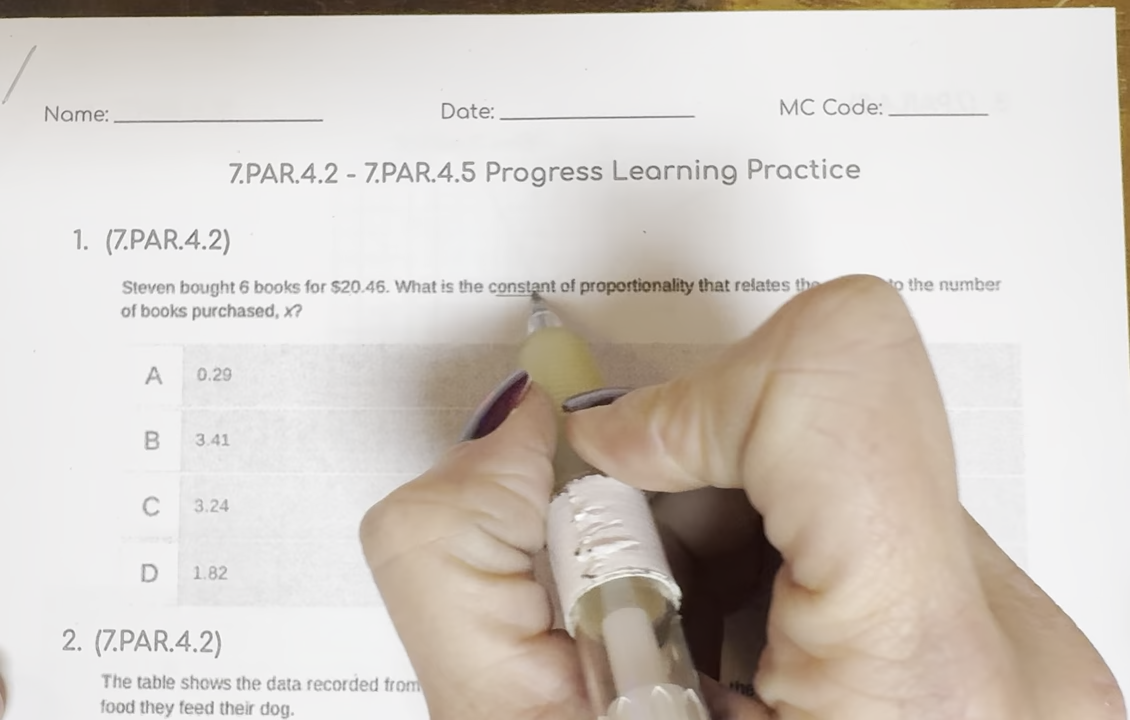 Name:
Date:
MC Code:
7.PAR.4.2 - 7.PAR.4.5 Progress Learning Practice
1. (7.PAR.4.2)
Steven bought 6 books for $20.46. What is the constant of proportionality that relates the to the number
of books purchased, x?
A 0.29
B 3.41
C 3.24
D 1.82
2. (7.PAR.4.2)
The table shows the data recorded from the
food they feed their dog.